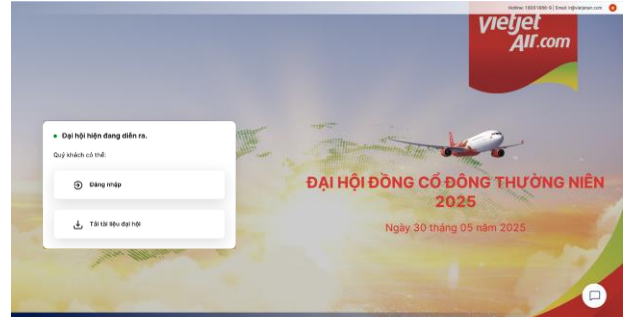 vietjet
Air.com
Đại hội hiện đang diễn ra.
Quý khách có thể:
Đăng nhập
Tải tài liệu đại hội
ĐẠI HỘI ĐỒNG CỔ ĐÔNG THƯỜNG NIÊN
2025
Ngày 30 tháng 05 năm 2025